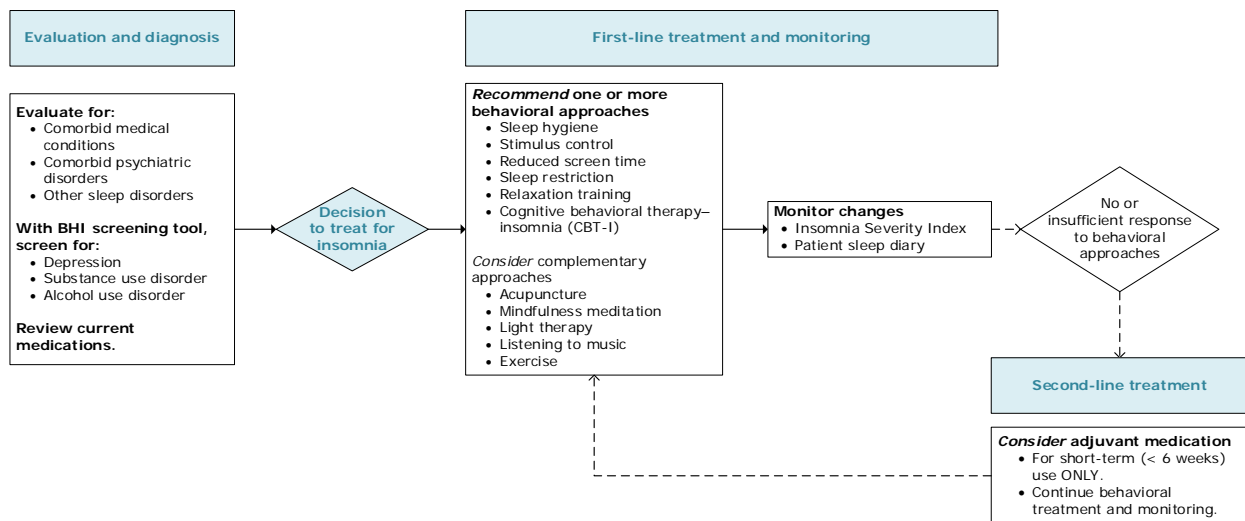 Evaluation and diagnosis
First-line treatment and monitoring
Evaluate for:
• Comorbid medical
conditions
• Comorbid psychiatric
disorders
• Other sleep disorders
With BHI screening tool,
screen for:
• Depression
• Substance use disorder
• Alcohol use disorder
Review current
medications.
Decision
to treat for
insomnia
Recommend one or more
behavioral approaches
• Sleep hygiene
• Stimulus control
• Reduced screen time
• Sleep restriction
• Relaxation training
• Cognitive behavioral therapy–
insomnia (CBT-I)
Consider complementary
approaches
• Acupuncture
• Mindfulness meditation
• Light therapy
• Listening to music
• Exercise
Monitor changes
• Insomnia Severity Index
• Patient sleep diary
No or
insufficient response
to behavioral
approaches
Second-line treatment
Consider adjuvant medication
• For short-term (< 6 weeks)
use ONLY.
• Continue behavioral
treatment and monitoring.